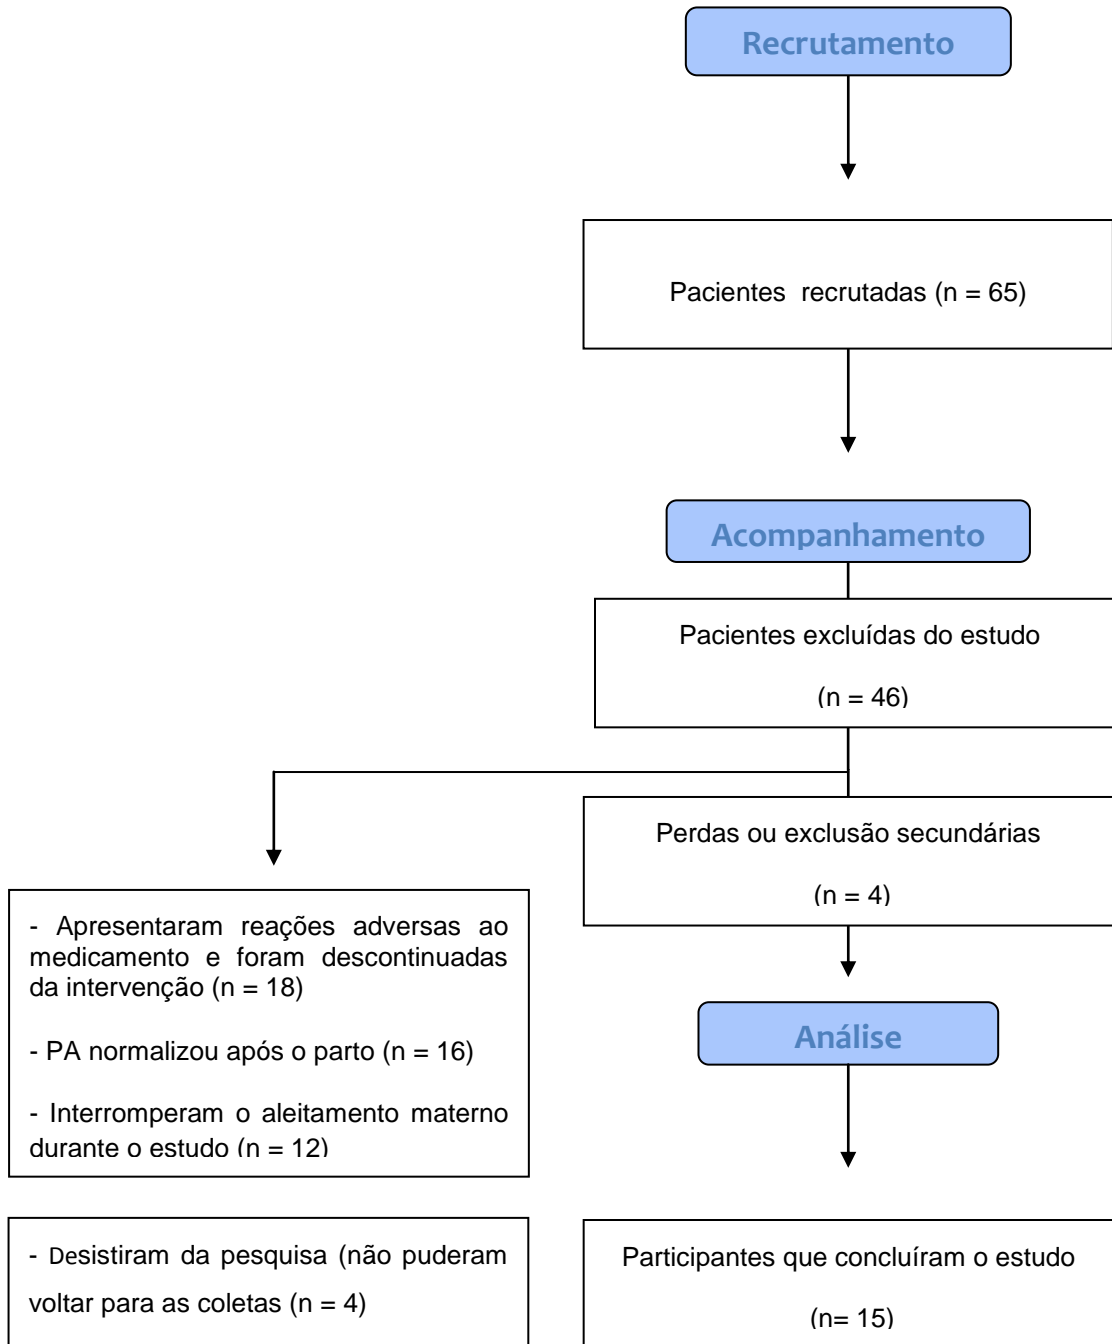 Recrutamento
Pacientes recrutadas (n = 65)
Acompanhamento
Pacientes excluídas do estudo
(n = 46)
Perdas ou exclusão secundárias
(n = 4)
- Apresentaram reações adversas ao
medicamento e foram descontinuadas
da intervenção (n = 18)
- PA normalizou após o parto (n = 16)
- Interromperam o aleitamento materno
durante o estudo (n = 12)
Análise
- Desistiram da pesquisa (não puderam
voltar para as coletas (n = 4)
Participantes que concluíram o estudo
(n= 15)